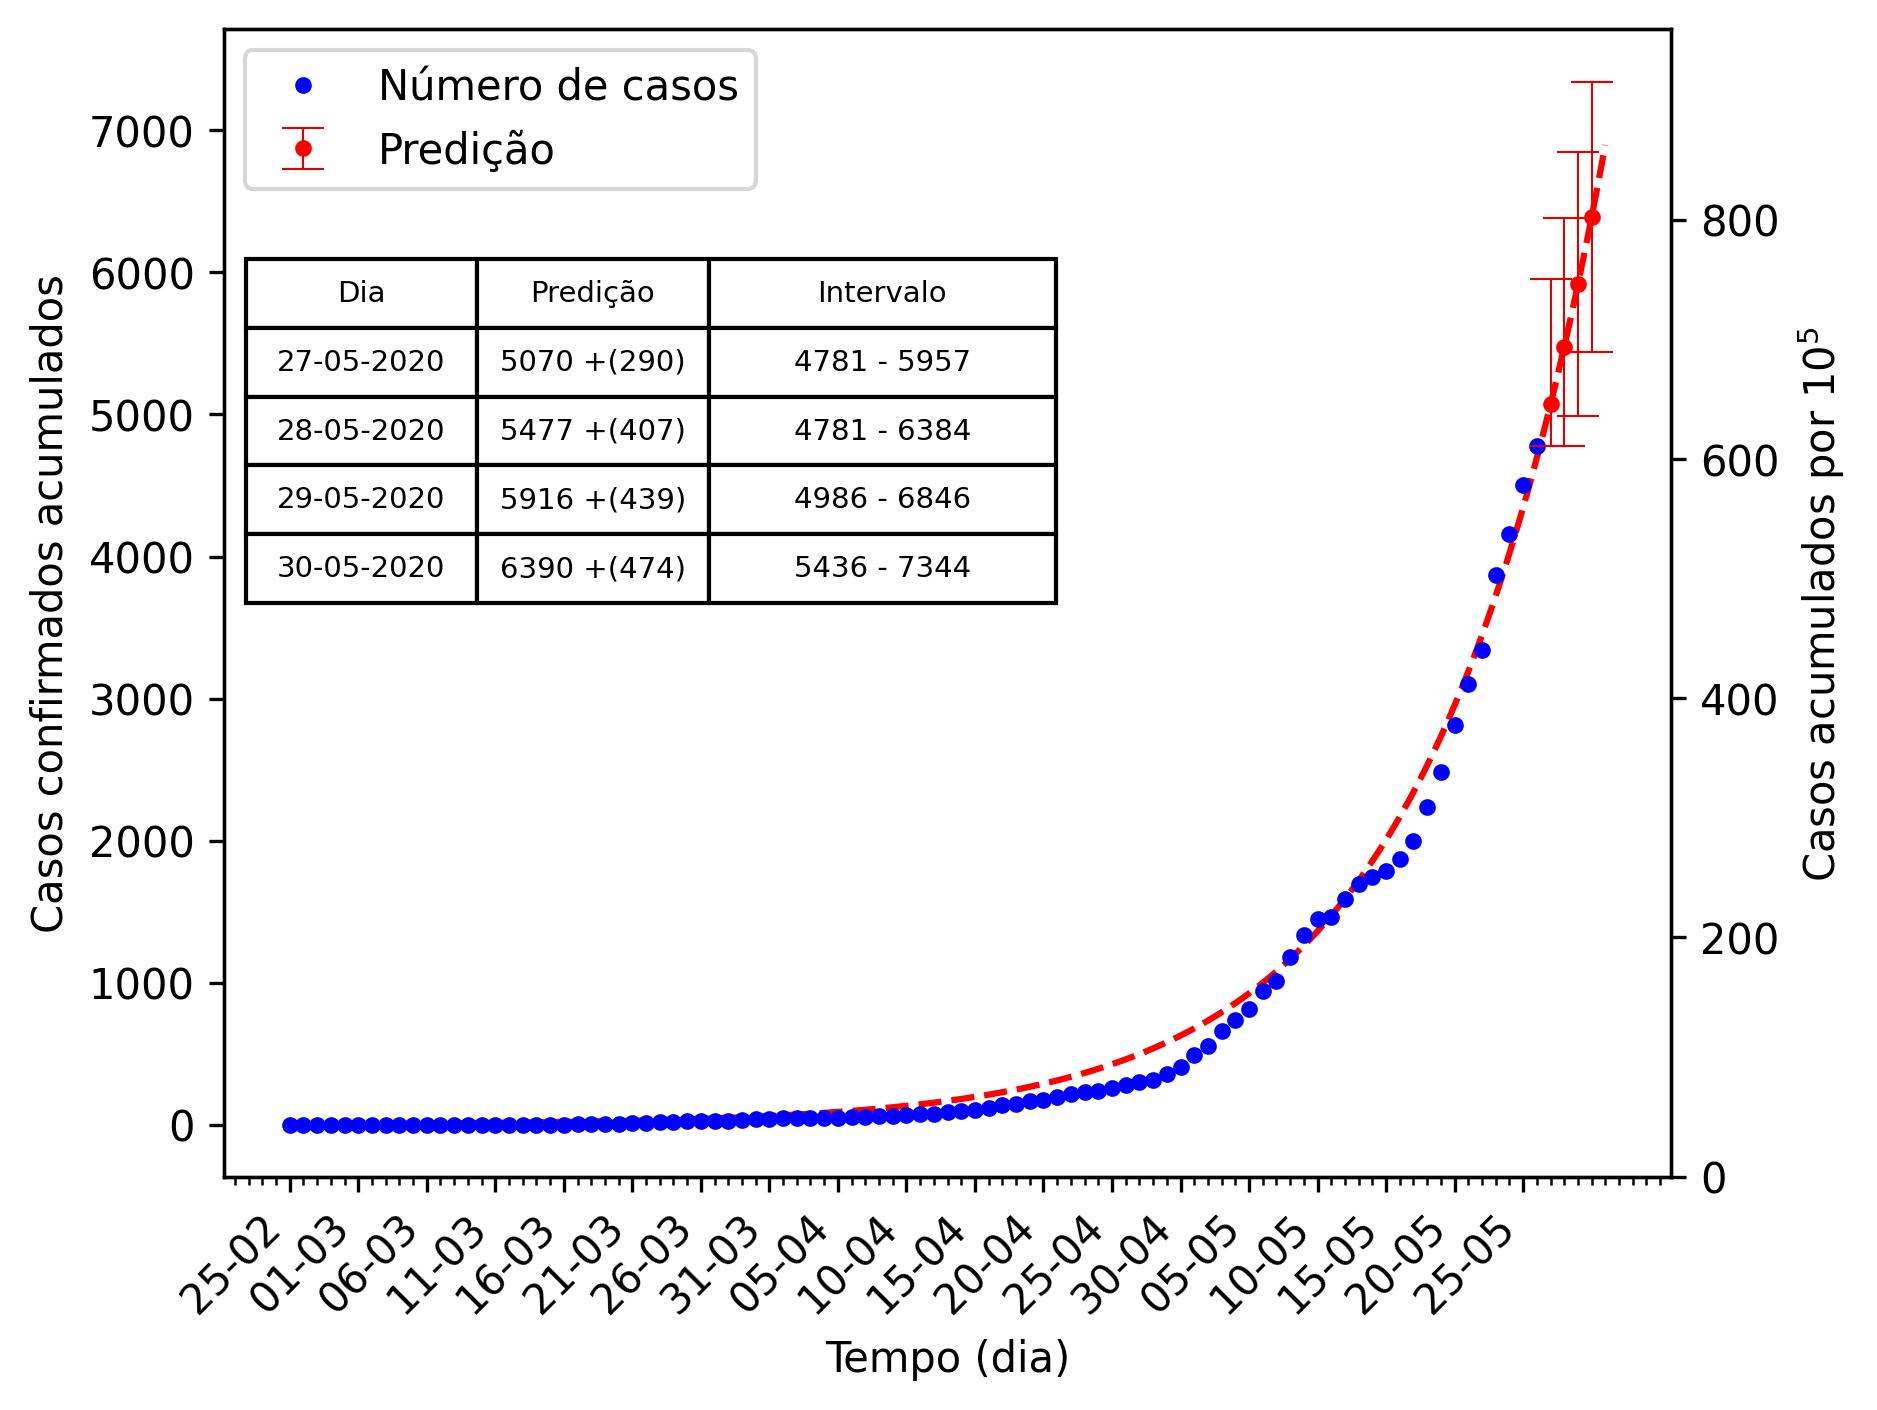 Número de casos
Predição
Dia Predição Intervalo
27-05-2020 5070 +(290) 4781 - 5957
28-05-2020 5477 +(407) 4781 - 6384
29-05-2020 5916 +(439) 4986 - 6846
30-05-2020 6390 +(474) 5436 - 7344
Casos confirmados acumulados
7000
6000
5000
4000
3000
2000
1000
0
800
600
400
200
0
Casos acumulados por 10⁵
25-02 01-03 06-03 11-03 16-03 21-03 26-03 31-03 05-04 10-04 15-04 20-04 25-04 30-04 05-05 10-05 15-05 20-05 25-05
Tempo (dia)